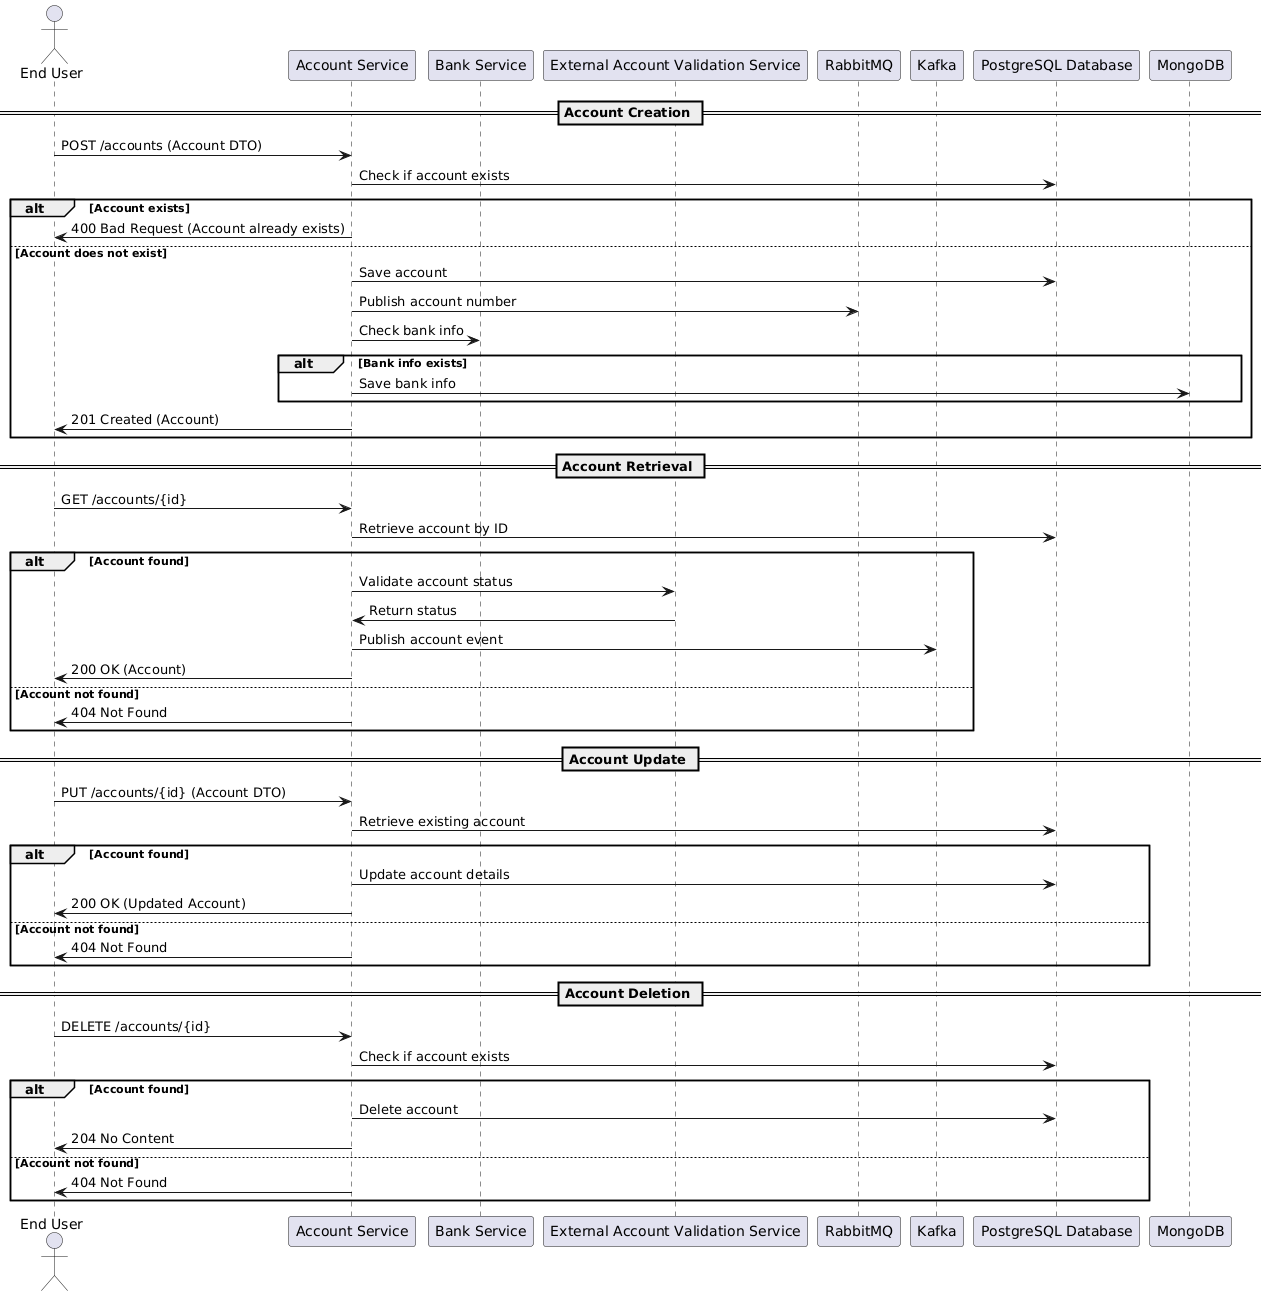 End User
Account Service
Bank Service
External Account Validation Service
RabbitMQ
Kafka
PostgreSQL Database
MongoDB
Account Creation
POST /accounts (Account DTO)
Check if account exists
alt [Account exists]
400 Bad Request (Account already exists)
[Account does not exist]
Save account
Publish account number
Check bank info
alt [Bank info exists]
Save bank info
201 Created (Account)
Account Retrieval
GET /accounts/{id}
Retrieve account by ID
alt [Account found]
Validate account status
Return status
Publish account event
200 OK (Account)
[Account not found]
404 Not Found
Account Update
PUT /accounts/{id} (Account DTO)
Retrieve existing account
alt [Account found]
Update account details
200 OK (Updated Account)
[Account not found]
404 Not Found
Account Deletion
DELETE /accounts/{id}
Check if account exists
alt [Account found]
Delete account
204 No Content
[Account not found]
404 Not Found
End User
Account Service
Bank Service
External Account Validation Service
RabbitMQ
Kafka
PostgreSQL Database
MongoDB